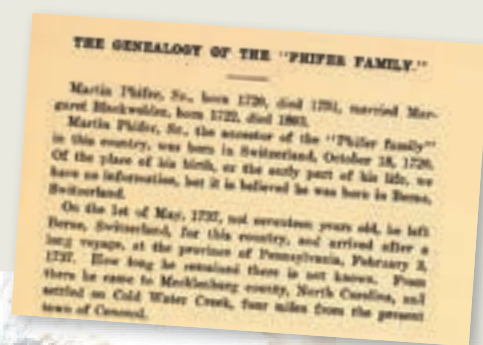 THE GENEALOGY OF THE "PHIFER FAMILY."
Martin Phifer, Sr., born 1720, died 1791, married Mar-
garet Blackwelder, born 1722, died 1803.
Martin Phifer, Sr., the ancestor of the "Phifer family"
in this country, was born in Switzerland, October 18, 1720.
Of the place of his birth, or the early part of his life, we
have no information, but it is believed he was born in Berne,
Switzerland.
On the 1st of May, 1737, not seventeen years old, he left
Berne, Switzerland, for this country, and arrived after a
long voyage, at the province of Pennsylvania, February 3,
1737. How long he remained there is not known. From
there he came to Mecklenburg county, North Carolina, and
settled on Cold Water Creek, four miles from the present
town of Concord.